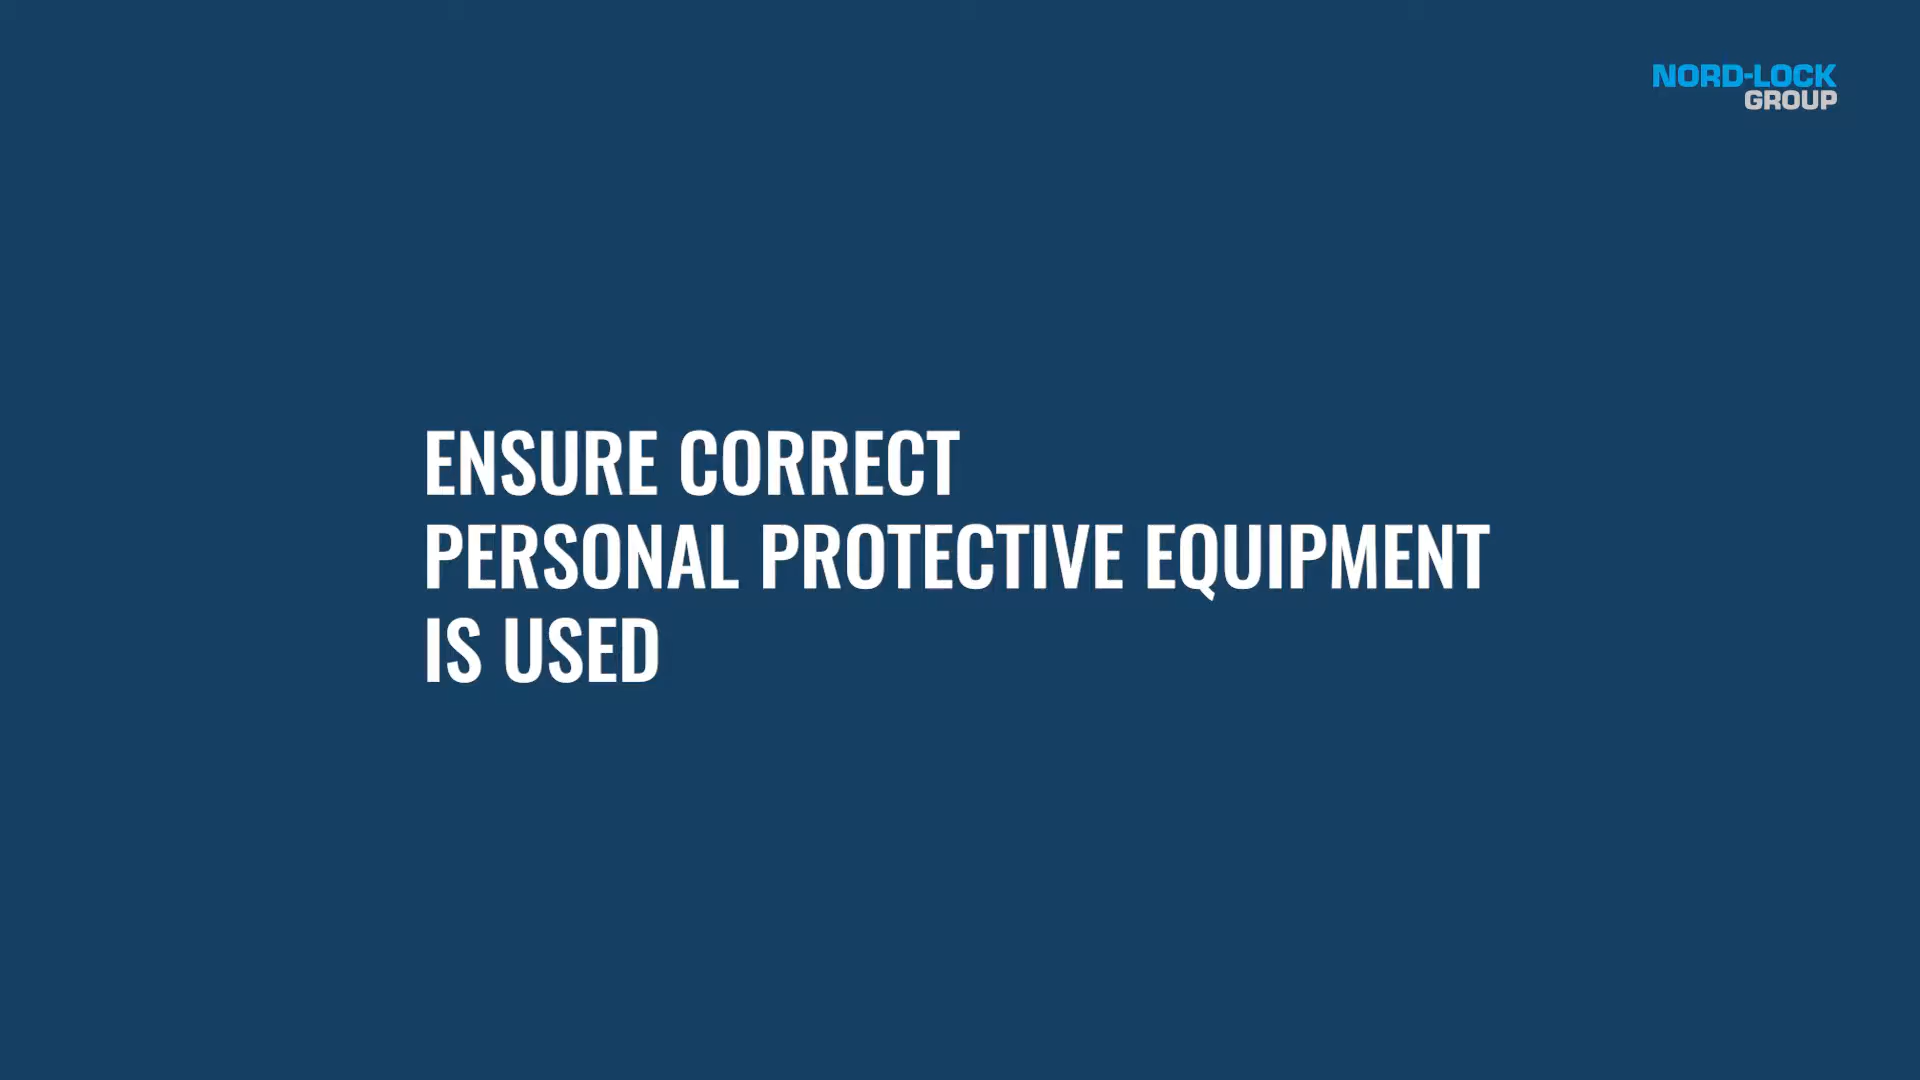 NORD-LOCK
GROUP
ENSURE CORRECT
PERSONAL PROTECTIVE EQUIPMENT
IS USED